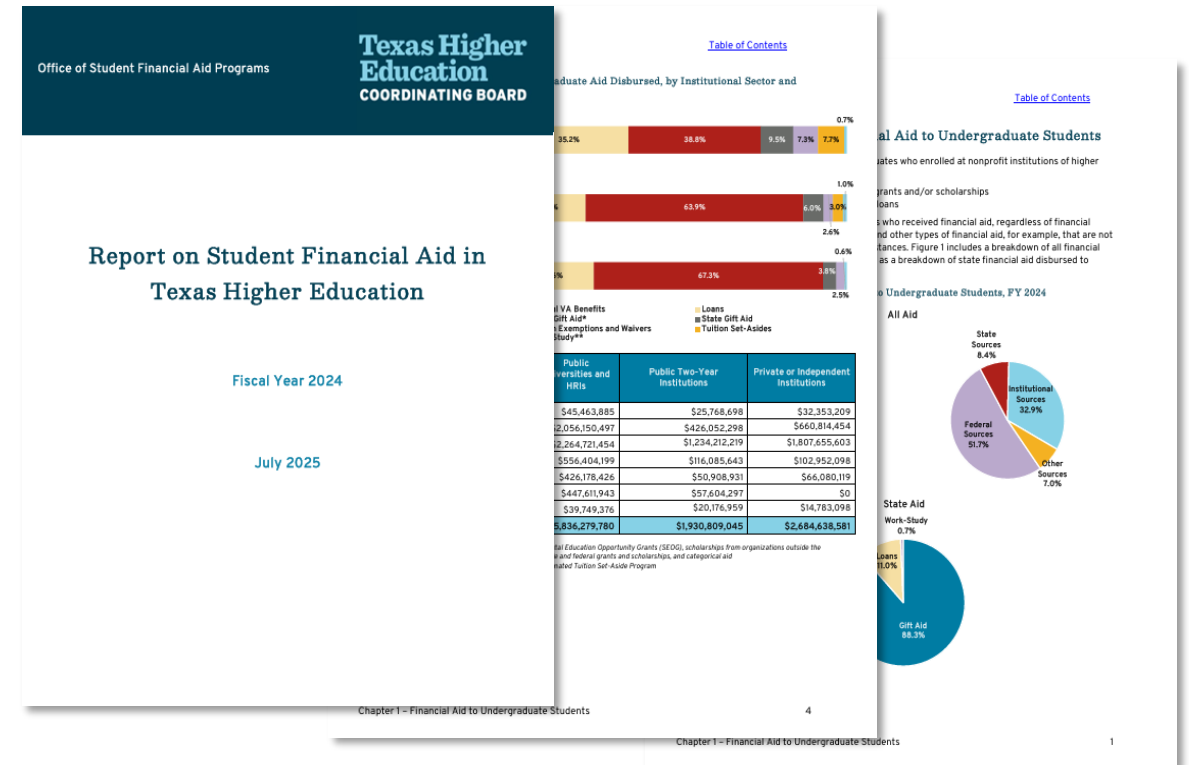 Office of Student Financial Aid Programs
Texas Higher
Education
COORDINATING BOARD
Report on Student Financial Aid in
Texas Higher Education
Fiscal Year 2024
July 2025
Table of Contents
Aid Disbursed, by Institutional Sector and
0.7%
35.2%
38.8%
9.5%
7.3%
7.7%
1.0%
63.9%
6.0%
3.0%
2.6%
0.6%
67.3%
3.8%
2.5%
VA Benefits
Loans
Gift Aid*
State Gift Aid
Exemptions and Waivers
Tuition Set-Asides
Study**
Public
and
HRIs
Public Two-Year
Institutions
Private or Independent
Institutions
$45,463,885 $25,768,698 $32,353,209
2,056,150,497 $426,052,298 $660,814,454
2,264,721,454 $1,234,212,219 $1,807,655,603
$556,404,199 $116,085,643 $102,952,098
$426,178,426 $50,908,931 $66,080,119
$447,611,943 $57,604,297 $0
$39,749,376 $20,176,959 $14,783,098
5,836,279,780 $1,930,809,045 $2,684,638,581
Education Opportunity Grants (SEOG), scholarships from organizations outside the
and federal grants and scholarships, and categorical aid
Tuition Set-Aside Program
Chapter 1 – Financial Aid to Undergraduate Students
4
Table of Contents
Aid to Undergraduate Students
who enrolled at nonprofit institutions of higher
grants and/or scholarships
loans
who received financial aid, regardless of financial
other types of financial aid, for example, that are not
Figure 1 includes a breakdown of all financial
as a breakdown of state financial aid disbursed to
to Undergraduate Students, FY 2024
All Aid
State
Sources
8.4%
Institutional
Sources
32.9%
Federal
Sources
51.7%
Other
Sources
7.0%
State Aid
Work-Study
0.7%
Loans
11.0%
Gift Aid
88.3%
Chapter 1 – Financial Aid to Undergraduate Students
1